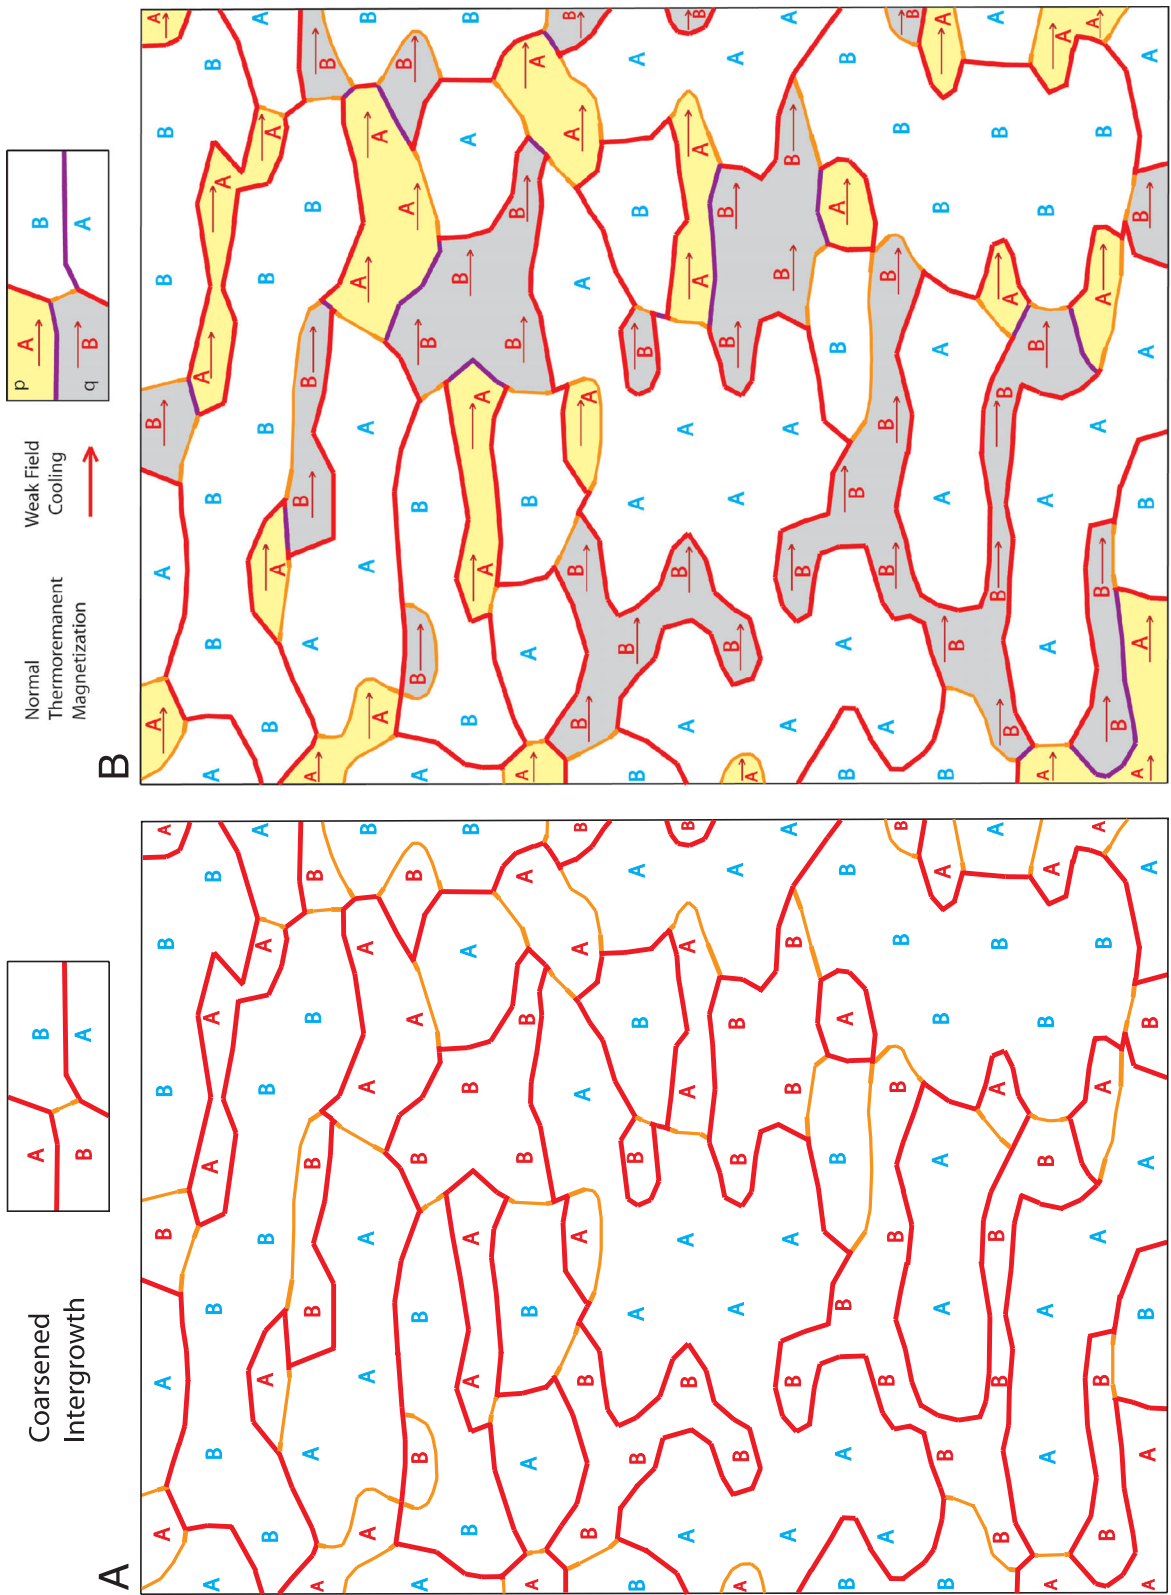 A
Coarsened
Intergrowth
A B
B A
A A B B B A
A B B A A B
B A B B A A
A A B B B B
A A A A A B
A B B B A B
B A A B A B
A A B B B A
B B A A A B
B B A B B A
A B A A A B
A B A B B A
A B A B B A
B A B B A B
A B B B B B
B B A A B A
B B B A B A
A A B B A
B B A A B A
A A B A B A
B
Normal
Thermoremanent
Magnetization
Weak Field
Cooling
p A B
q B A
A A B B B A
A B B A A B
B A B B A A
A A B B B B
A A A A A B
A B B B A B
B A A B A B
A A B B B A
B B A A A B
B B A B B A
A B A A A B
A B A B B A
A B A B B A
B A B B A B
A B B B B B
B B A A B A
B B B A B A
A A B B A
B B A A B A
A A B A B A